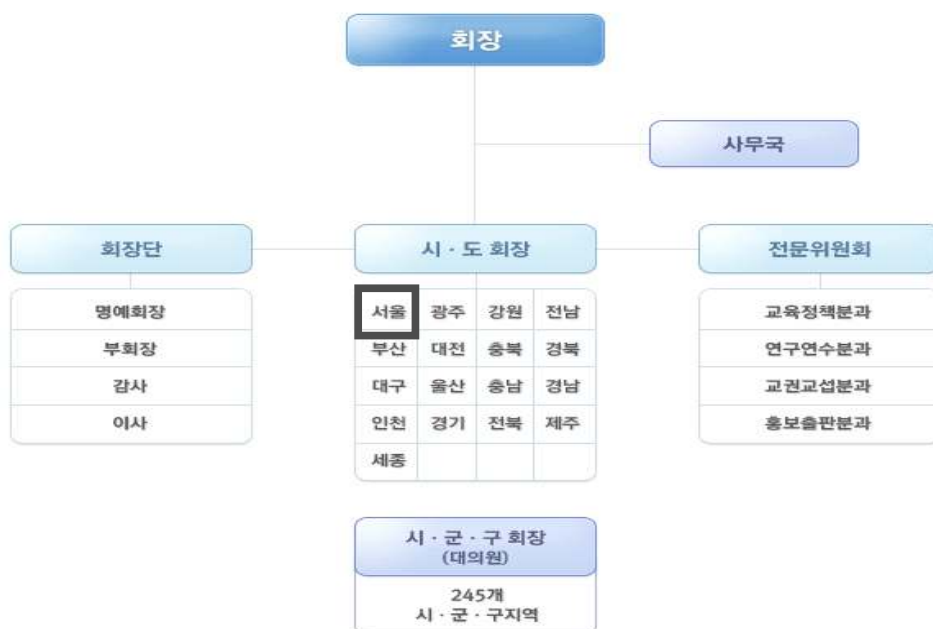 회장
사무국
회장단
시 · 도 회장
전문위원회
명예회장
부회장
감사
이사
서울 광주 강원 전남
부산 대전 충북 경북
대구 울산 충남 경남
인천 경기 전북 제주
세종
교육정책분과
연구연수분과
교권교섭분과
홍보출판분과
시 · 군 · 구 회장
(대의원)
245개
시 · 군 · 구지역